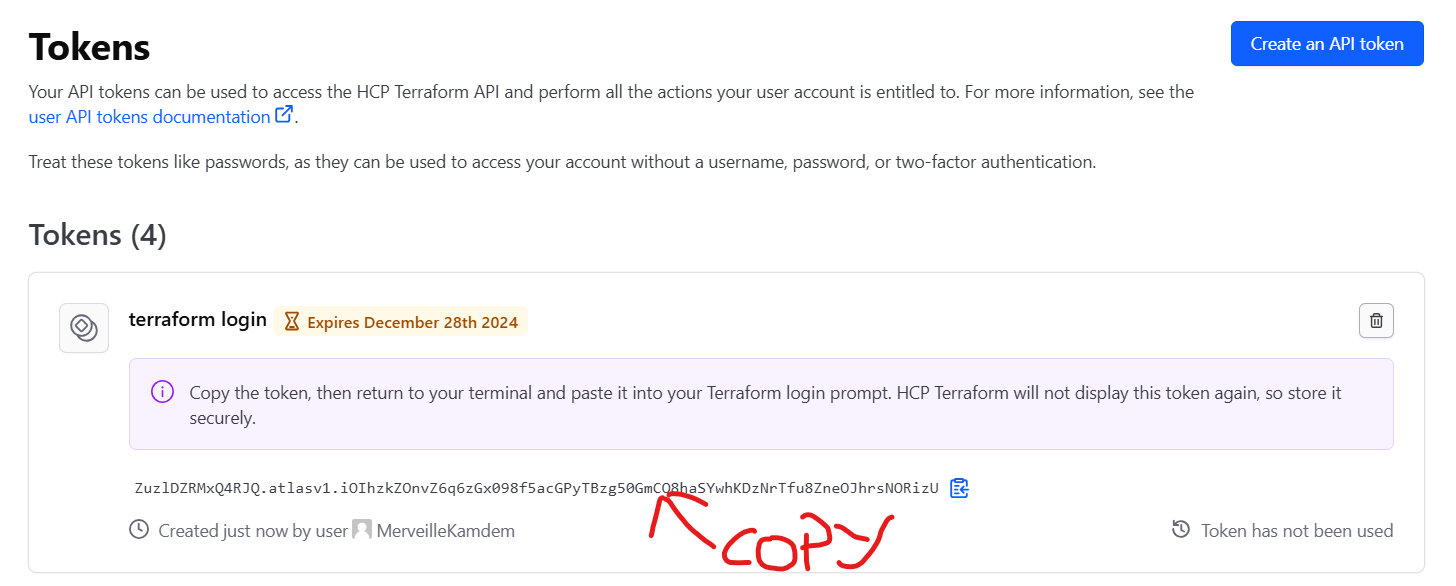 Tokens
Create an API token
Your API tokens can be used to access the HCP Terraform API and perform all the actions your user account is entitled to. For more information, see the
user API tokens documentation.
Treat these tokens like passwords, as they can be used to access your account without a username, password, or two-factor authentication.
Tokens (4)
terraform login Expires December 28th 2024
Copy the token, then return to your terminal and paste it into your Terraform login prompt. HCP Terraform will not display this token again, so store it
securely.
Created just now by user MerveilleKamdem
Token has not been used
COPY